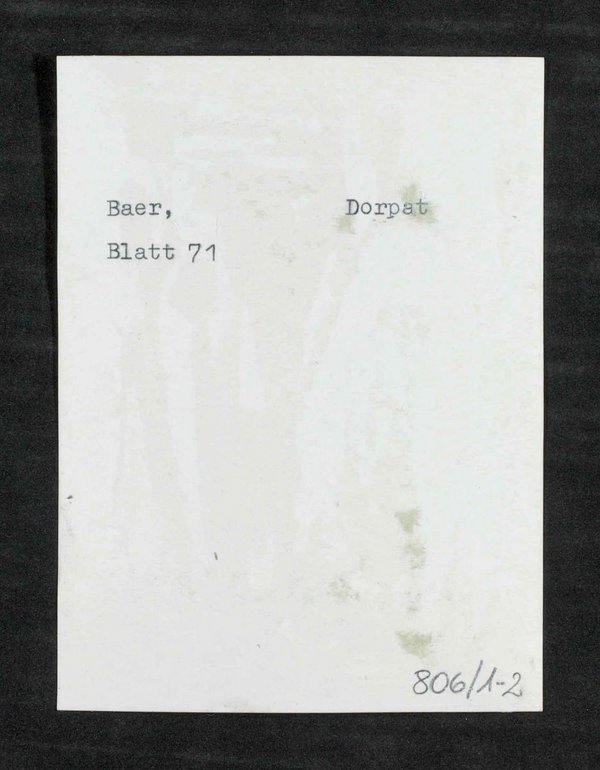 Baer, Dorpat
Blatt 71
806/1-2